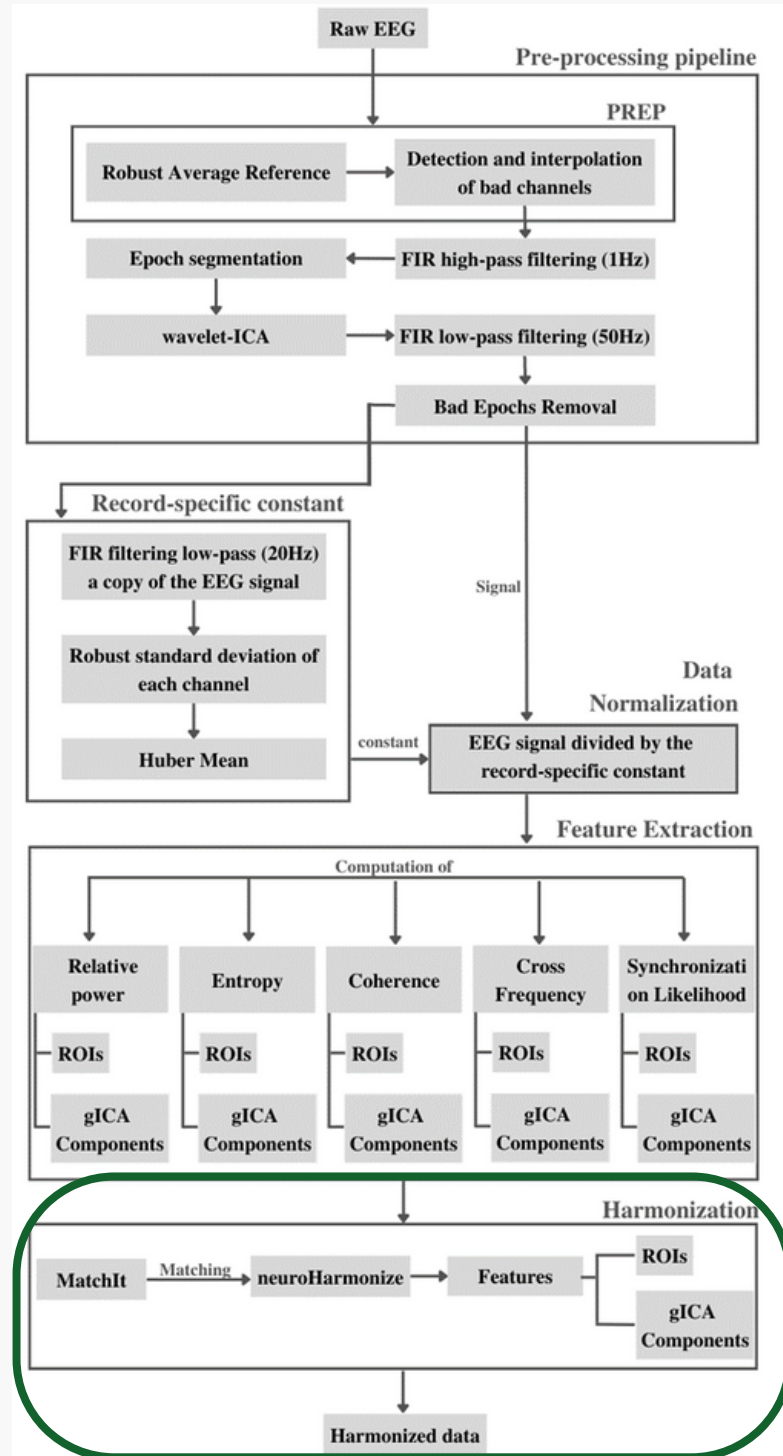 Raw EEG
Pre-processing pipeline
PREP
Robust Average Reference
Detection and interpolation
of bad channels
Epoch segmentation
FIR high-pass filtering (1Hz)
wavelet-ICA
FIR low-pass filtering (50Hz)
Bad Epochs Removal
Record-specific constant
FIR filtering low-pass (20Hz)
a copy of the EEG signal
Robust standard deviation of
each channel
Huber Mean
Signal
constant
Data
Normalization
EEG signal divided by the
record-specific constant
Feature Extraction
Computation of
Relative
power
ROIs
gICA
Components
Entropy
ROIs
gICA
Components
Coherence
ROIs
gICA
Components
Cross
Frequency
ROIs
gICA
Components
Synchronizati
on Likelihood
ROIs
gICA
Components
Harmonization
MatchIt
Matching
neuroHarmonize
Features
ROIs
gICA
Components
Harmonized data